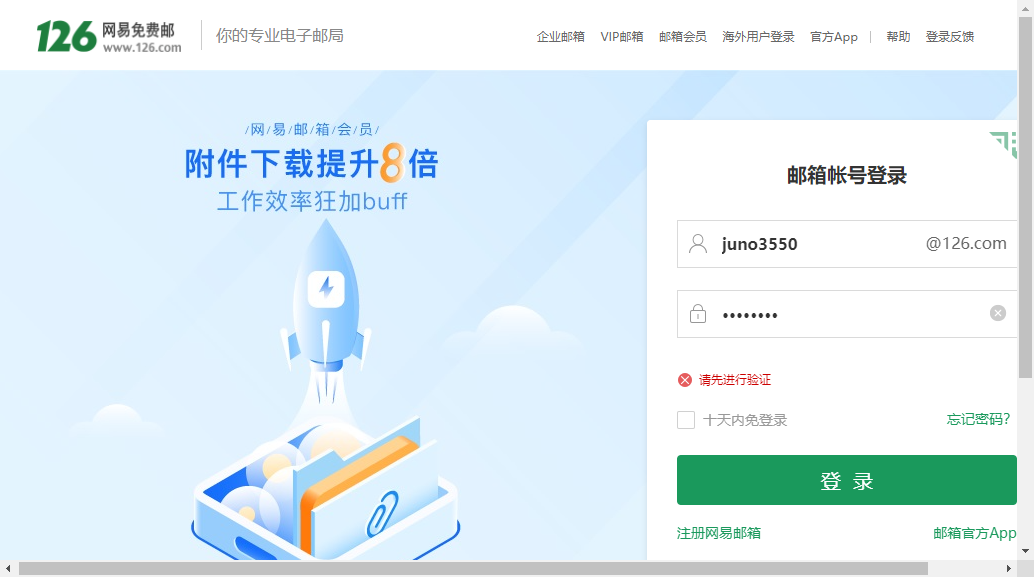 126 网易免费邮
www.126.com
你的专业电子邮局
企业邮箱 VIP邮箱 邮箱会员 海外用户登录 官方App | 帮助 登录反馈
/网/易/邮/箱/会/员/
附件下载提升8倍
工作效率狂加buff
邮箱帐号登录
juno3550 @126.com
••••••••
请先进行验证
十天内免登录 忘记密码?
登 录
注册网易邮箱 邮箱官方App